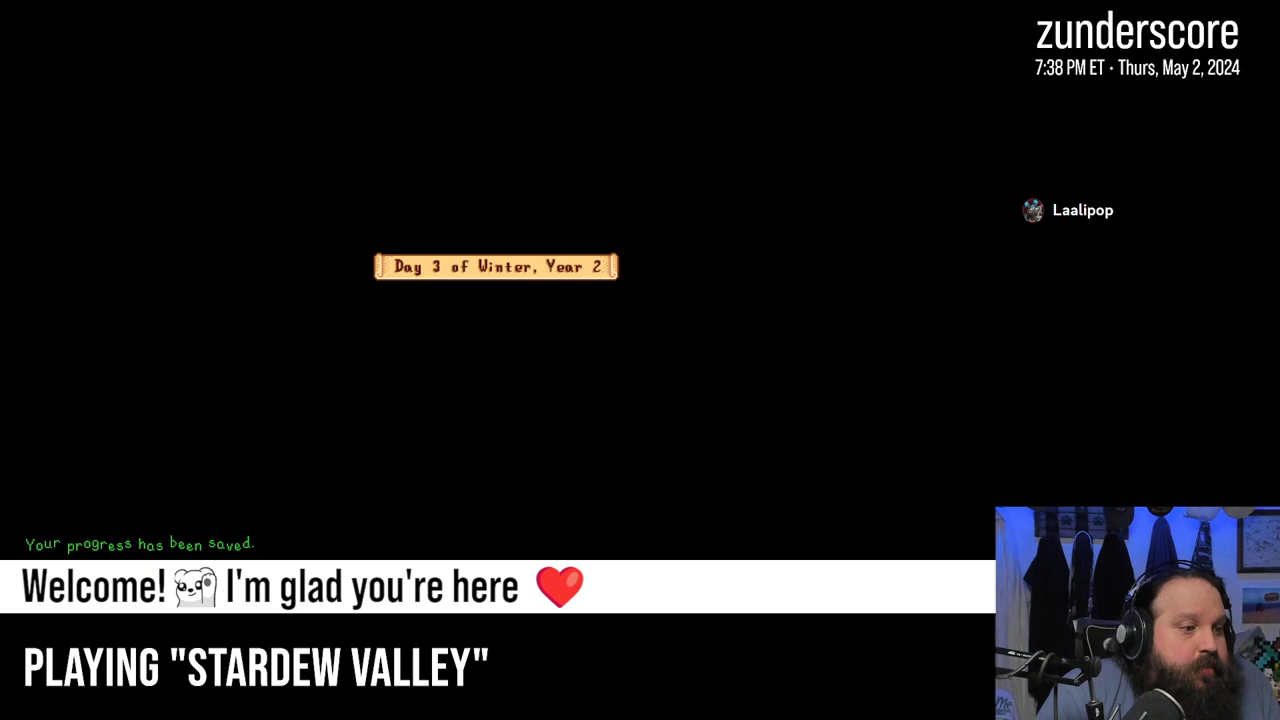 zunderscore
7:38 PM ET · Thurs, May 2, 2024
Laalipop
Day 3 of Winter, Year 2
Your progress has been saved.
Welcome! I'm glad you're here ❤️
PLAYING "STARDEW VALLEY"